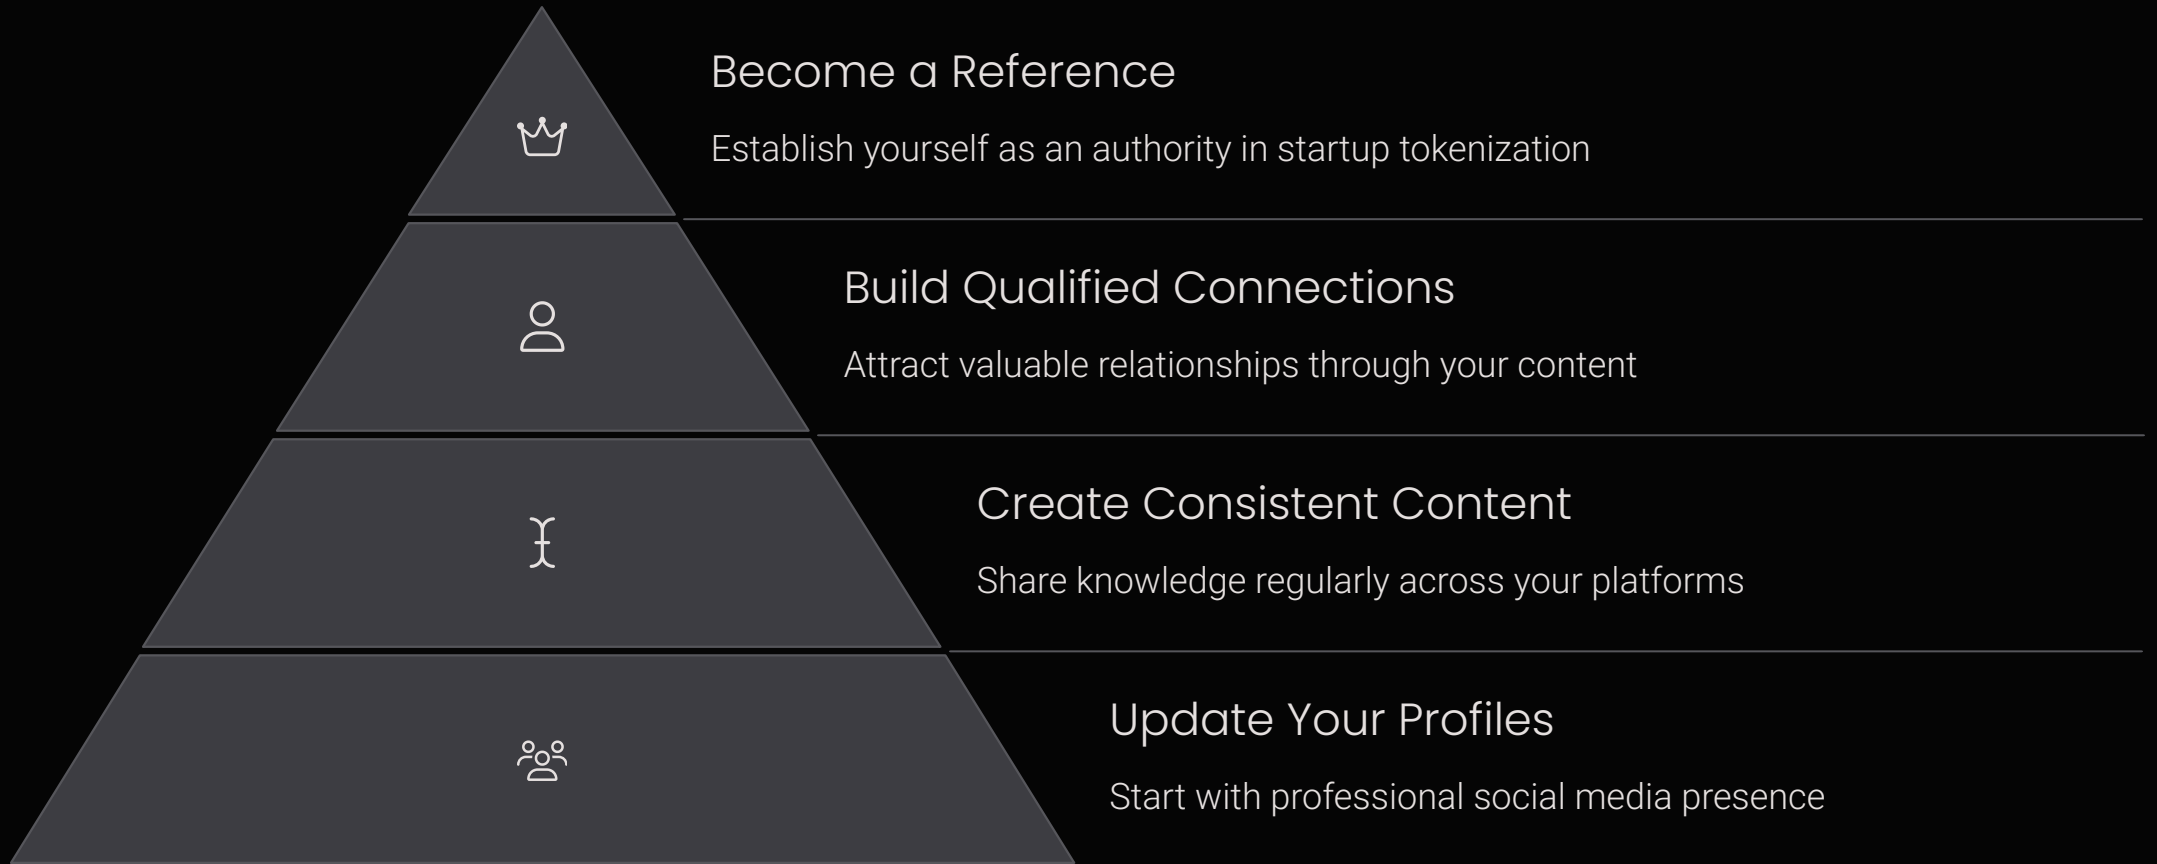 Become a Reference
Establish yourself as an authority in startup tokenization
Build Qualified Connections
Attract valuable relationships through your content
Create Consistent Content
Share knowledge regularly across your platforms
Update Your Profiles
Start with professional social media presence